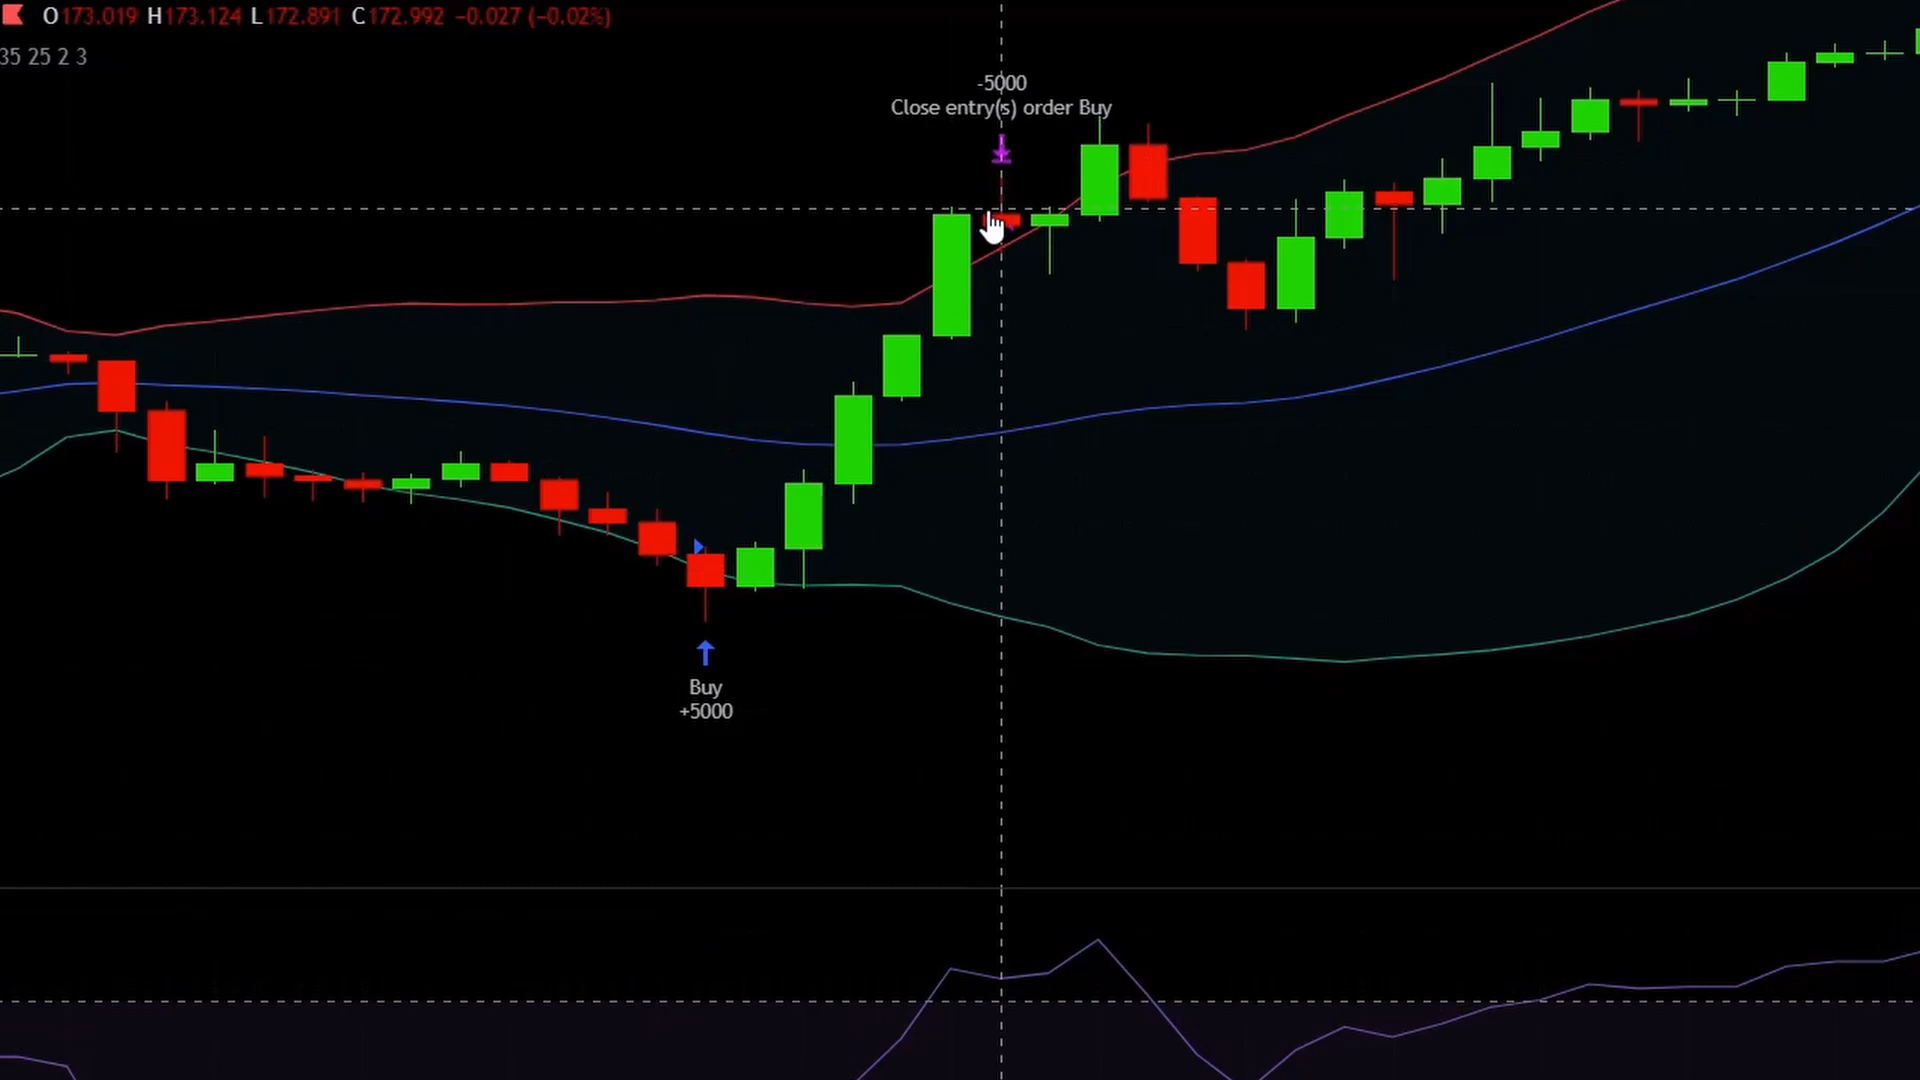 O173.019 H173.124 L172.891 C172.992 −0.027 (−0.02%)
35 25 2 3
-5000
Close entry(s) order Buy
Buy
+5000